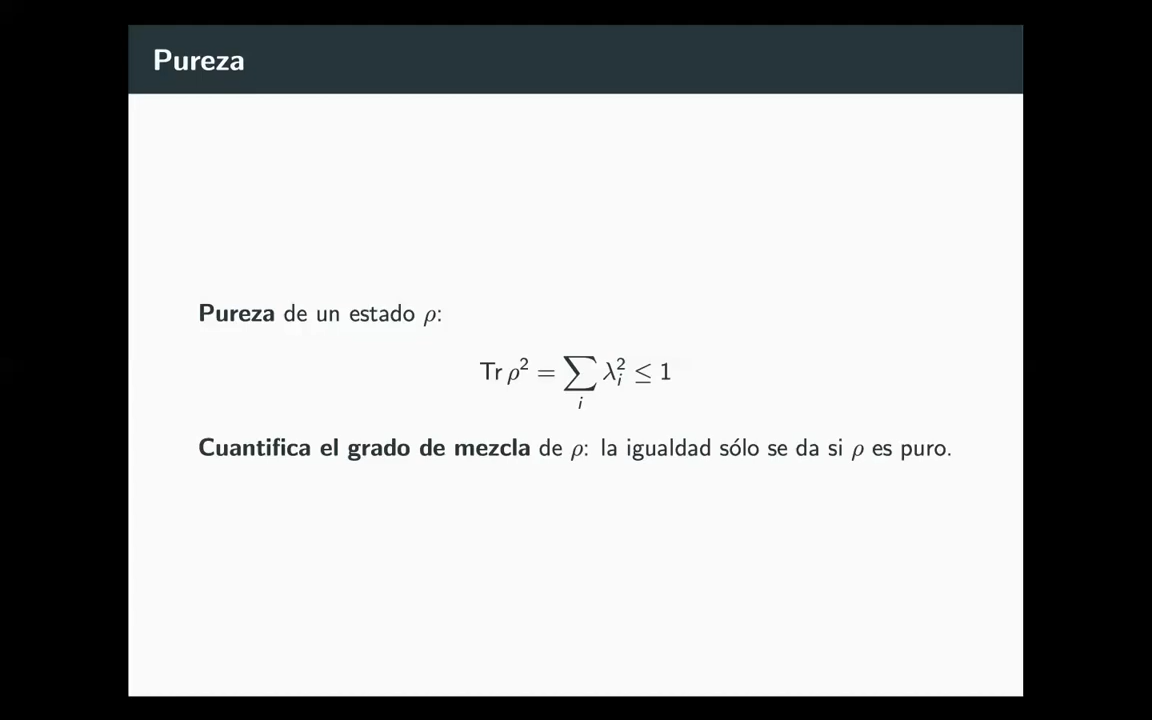 Pureza
Pureza de un estado ρ:
Tr ρ² = ∑ᵢ λᵢ² ≤ 1
Cuantifica el grado de mezcla de ρ: la igualdad sólo se da si ρ es puro.